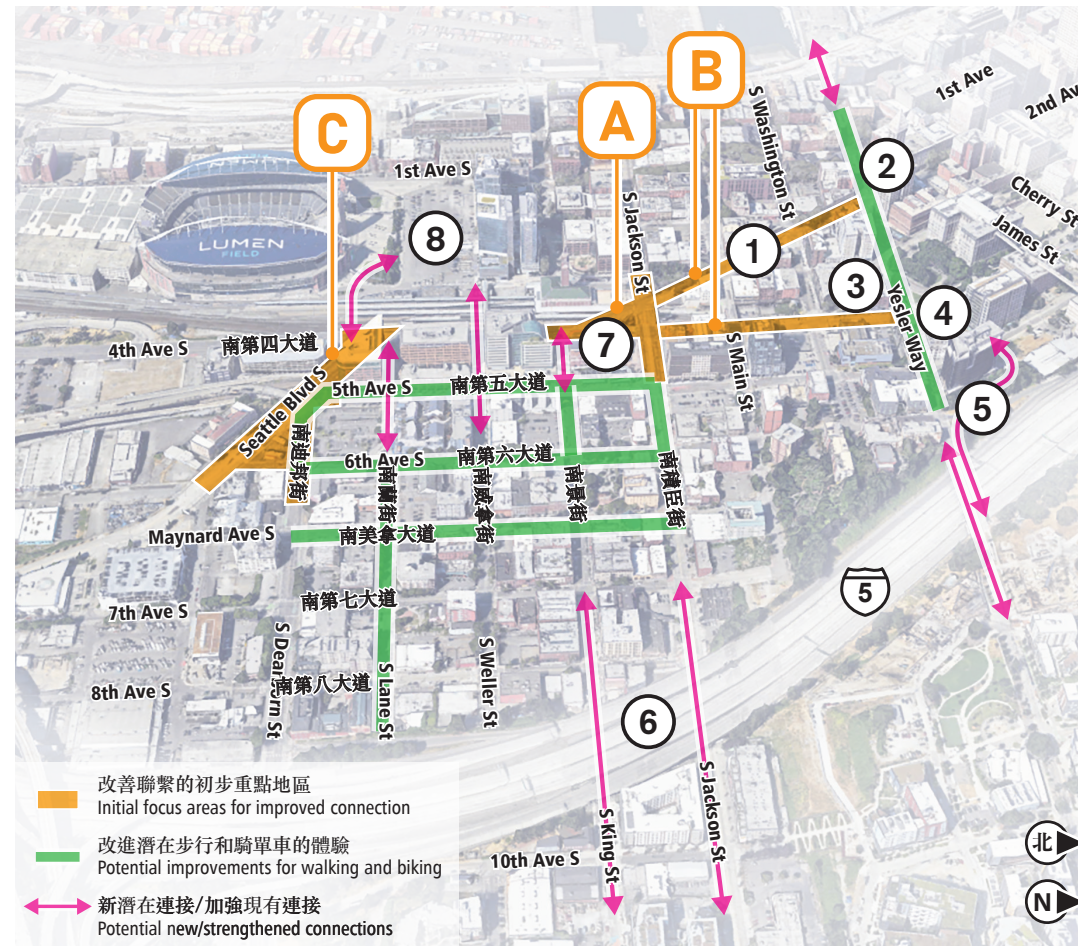 1st Ave
2nd Av
B
S Washington St
C
A
2
1st Ave S
Cherry St
S Jackson St
James St
8
1
LUMEN
FIELD
3
Yesler Way
4
7
南第四大道
4th Ave S
S Main St
Seattle Blvd S
5th Ave S
南第五大道
5
南迪邦街
6th Ave S
南第六大道
南蘭街
南威拿街
南景街
南積臣街
Maynard Ave S
南美拿大道
5
7th Ave S
南第七大道
S Dearborn St
南第八大道
8th Ave S
S Lane St
S Weller St
6
S King St
S Jackson St
10th Ave S
改善聯繫的初步重點地區
Initial focus areas for improved connection
改進潛在步行和騎單車的體驗
Potential improvements for walking and biking
新潛在連接/加強現有連接
Potential new/strengthened connections
北
N